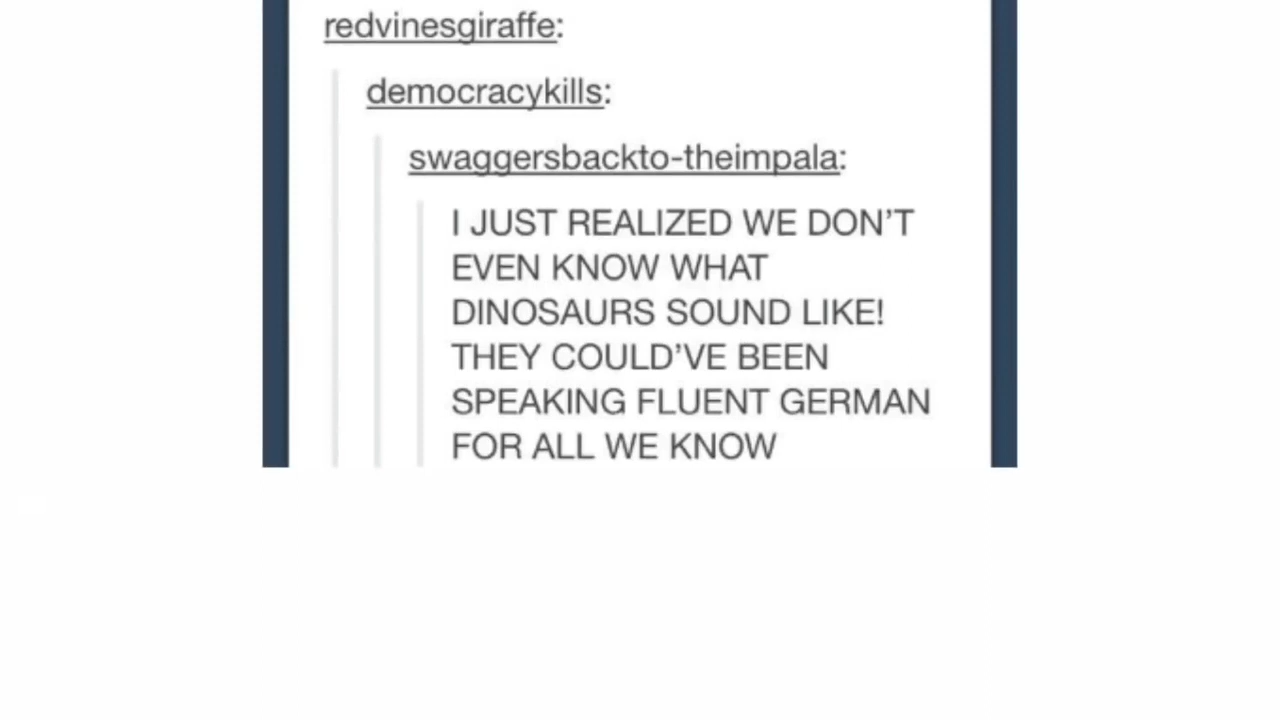 redvinesgiraffe:
democracykills:
swaggersbackto-theimpala:
I JUST REALIZED WE DON’T
EVEN KNOW WHAT
DINOSAURS SOUND LIKE!
THEY COULD’VE BEEN
SPEAKING FLUENT GERMAN
FOR ALL WE KNOW